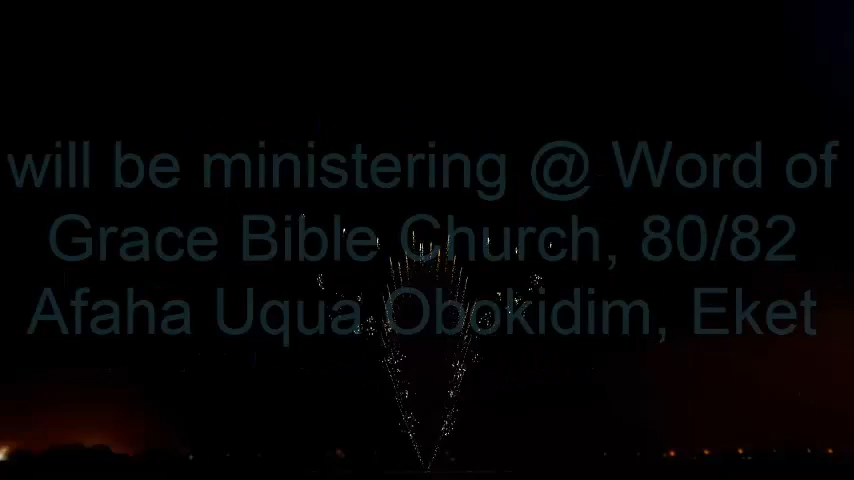 will be ministering @ Word of
Grace Bible Church, 80/82
Afaha Uqua Obokidim, Eket